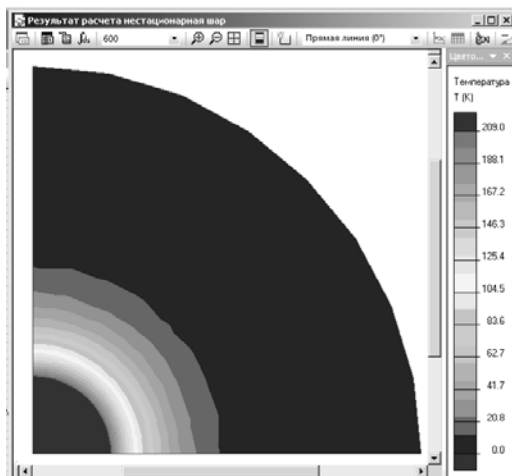 Результат расчета нестационарная шар
600
Прямая линия (0°)
Цвето...
Температура
T (K)
209.0
188.1
167.2
146.3
125.4
104.5
83.6
62.7
41.7
20.8
0.0